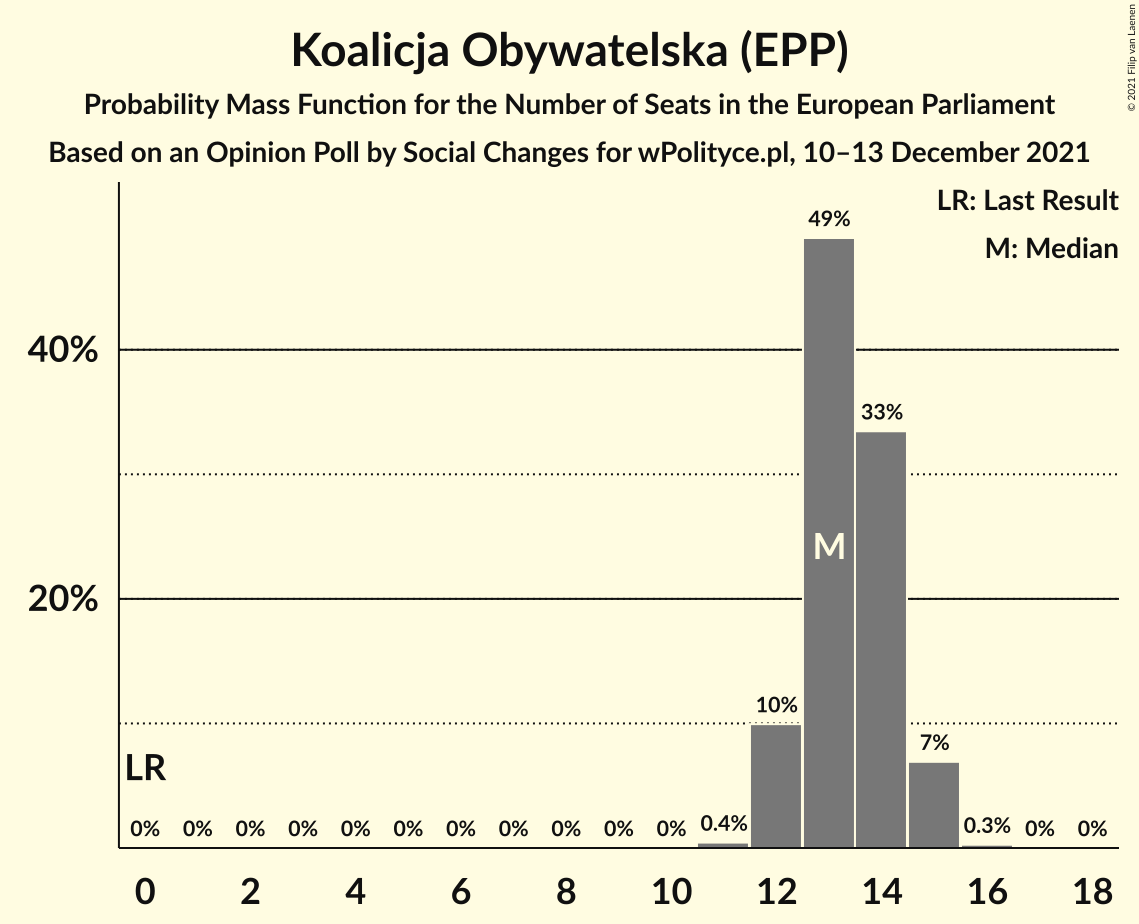 Koalicja Obywatelska (EPP)
Probability Mass Function for the Number of Seats in the European Parliament
Based on an Opinion Poll by Social Changes for wPolityce.pl, 10–13 December 2021
© 2021 Filip van Laenen
LR: Last Result
M: Median
40%
20%
49%
33%
M
10%
7%
LR
0% 0% 0% 0% 0% 0% 0% 0% 0% 0% 0% 0.4% 0.3% 0% 0%
0 2 4 6 8 10 12 14 16 18